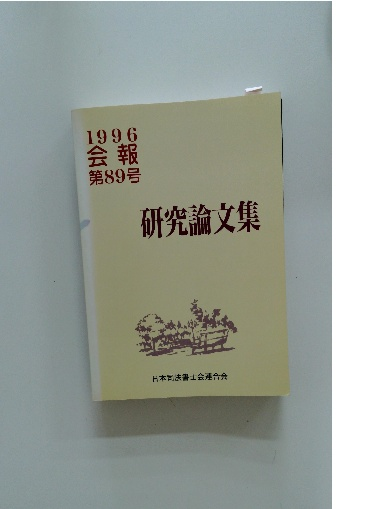 1996
会報
第89号
研究論文集
日本司法書士会連合会